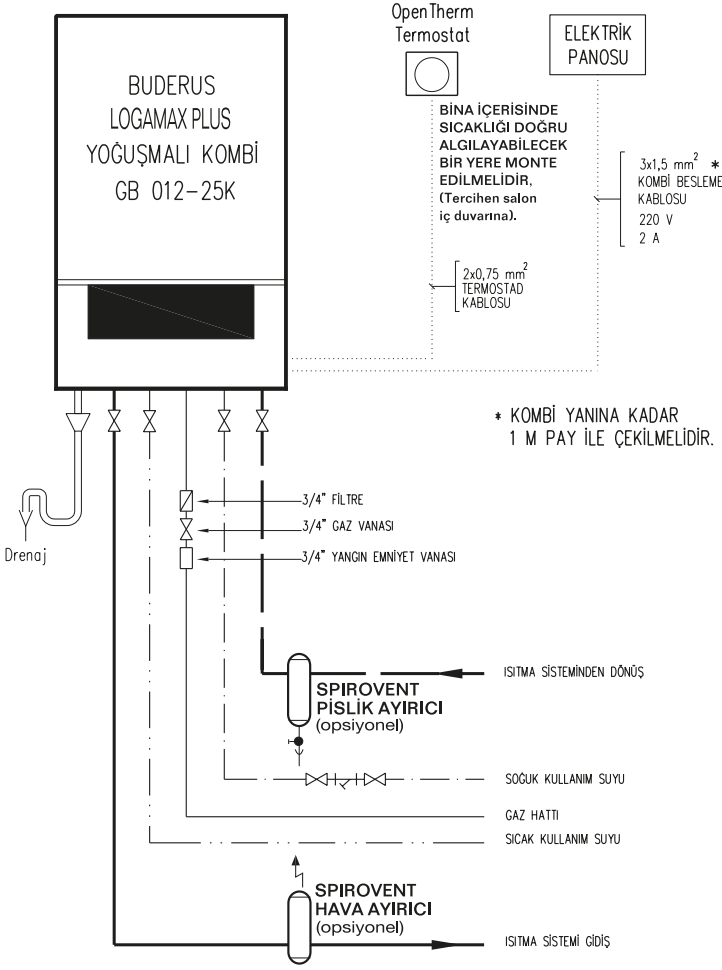 BUDERUS
LOGAMAX PLUS
YOĞUŞMALI KOMBİ
GB 012-25K
OpenTherm
Termostat
BİNA İÇERİSİNDE
SICAKLIĞI DOĞRU
ALGILAYABİLECEK
BİR YERE MONTE
EDİLMELİDİR,
(Tercihen salon
iç duvarına).
2x0,75 mm²
TERMOSTAD
KABLOSU
ELEKTRİK
PANOSU
3x1,5 mm² *
KOMBİ BESLEME
KABLOSU
220 V
2 A
* KOMBİ YANINA KADAR
1 M PAY İLE ÇEKİLMELİDİR.
Drenaj
3/4" FİLTRE
3/4" GAZ VANASI
3/4" YANGIN EMNİYET VANASI
ISITMA SİSTEMİNDEN DÖNÜŞ
SPIROVENT
PİSLİK AYIRICI
(opsiyonel)
SOĞUK KULLANIM SUYU
GAZ HATTI
SICAK KULLANIM SUYU
SPIROVENT
HAVA AYIRICI
(opsiyonel)
ISITMA SİSTEMİ GİDİŞ